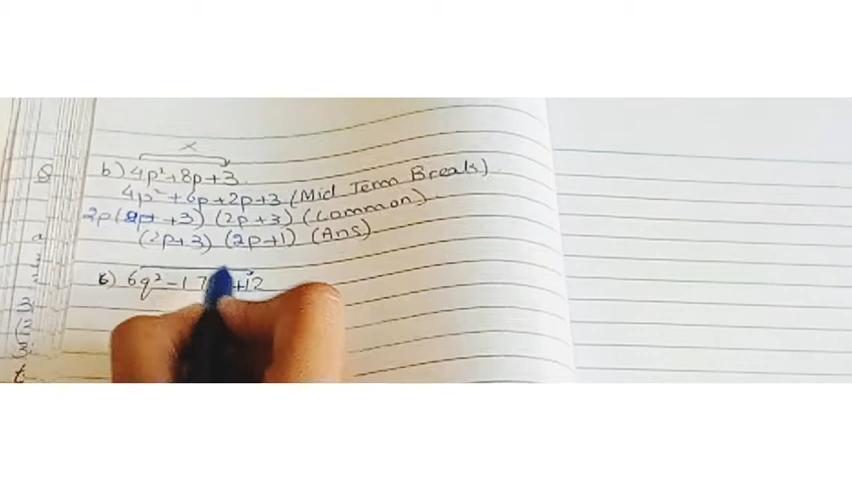 x
b) 4p²+8p+3
4p²+6p+2p+3 (Mid Term Break)
2p(2p+3) (2p+3) (Common)
(2p+3) (2p+1) (Ans)
c) 6q²-17 +12